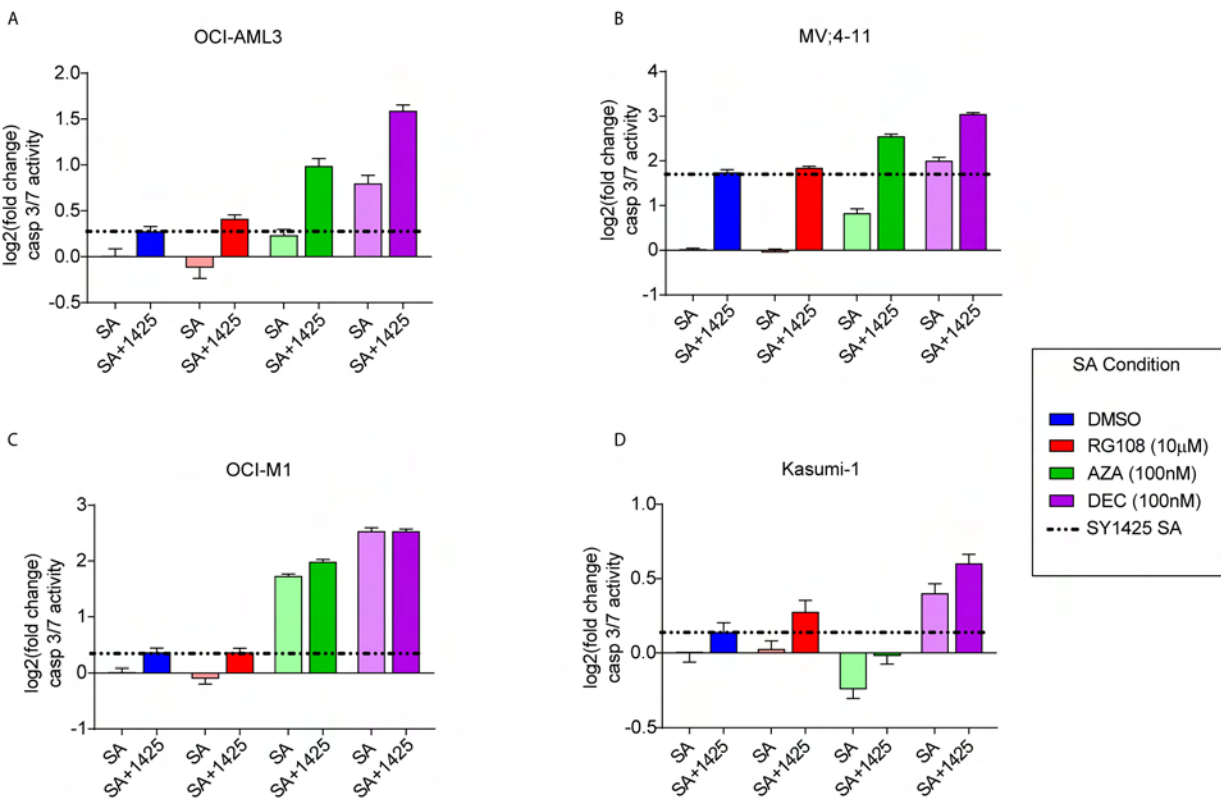 A
OCI-AML3
log2(fold change)
casp 3/7 activity
2.0
1.5
1.0
0.5
0.0
-0.5
SA
SA+1425
SA
SA+1425
SA
SA+1425
SA
SA+1425
B
MV;4-11
log2(fold change)
casp 3/7 activity
4
3
2
1
0
-1
SA
SA+1425
SA
SA+1425
SA
SA+1425
SA
SA+1425
SA Condition
DMSO
RG108 (10μM)
AZA (100nM)
DEC (100nM)
SY1425 SA
C
OCI-M1
log2(fold change)
casp 3/7 activity
3
2
1
0
-1
SA
SA+1425
SA
SA+1425
SA
SA+1425
SA
SA+1425
D
Kasumi-1
log2(fold change)
casp 3/7 activity
1.0
0.5
0.0
-0.5
SA
SA+1425
SA
SA+1425
SA
SA+1425
SA
SA+1425